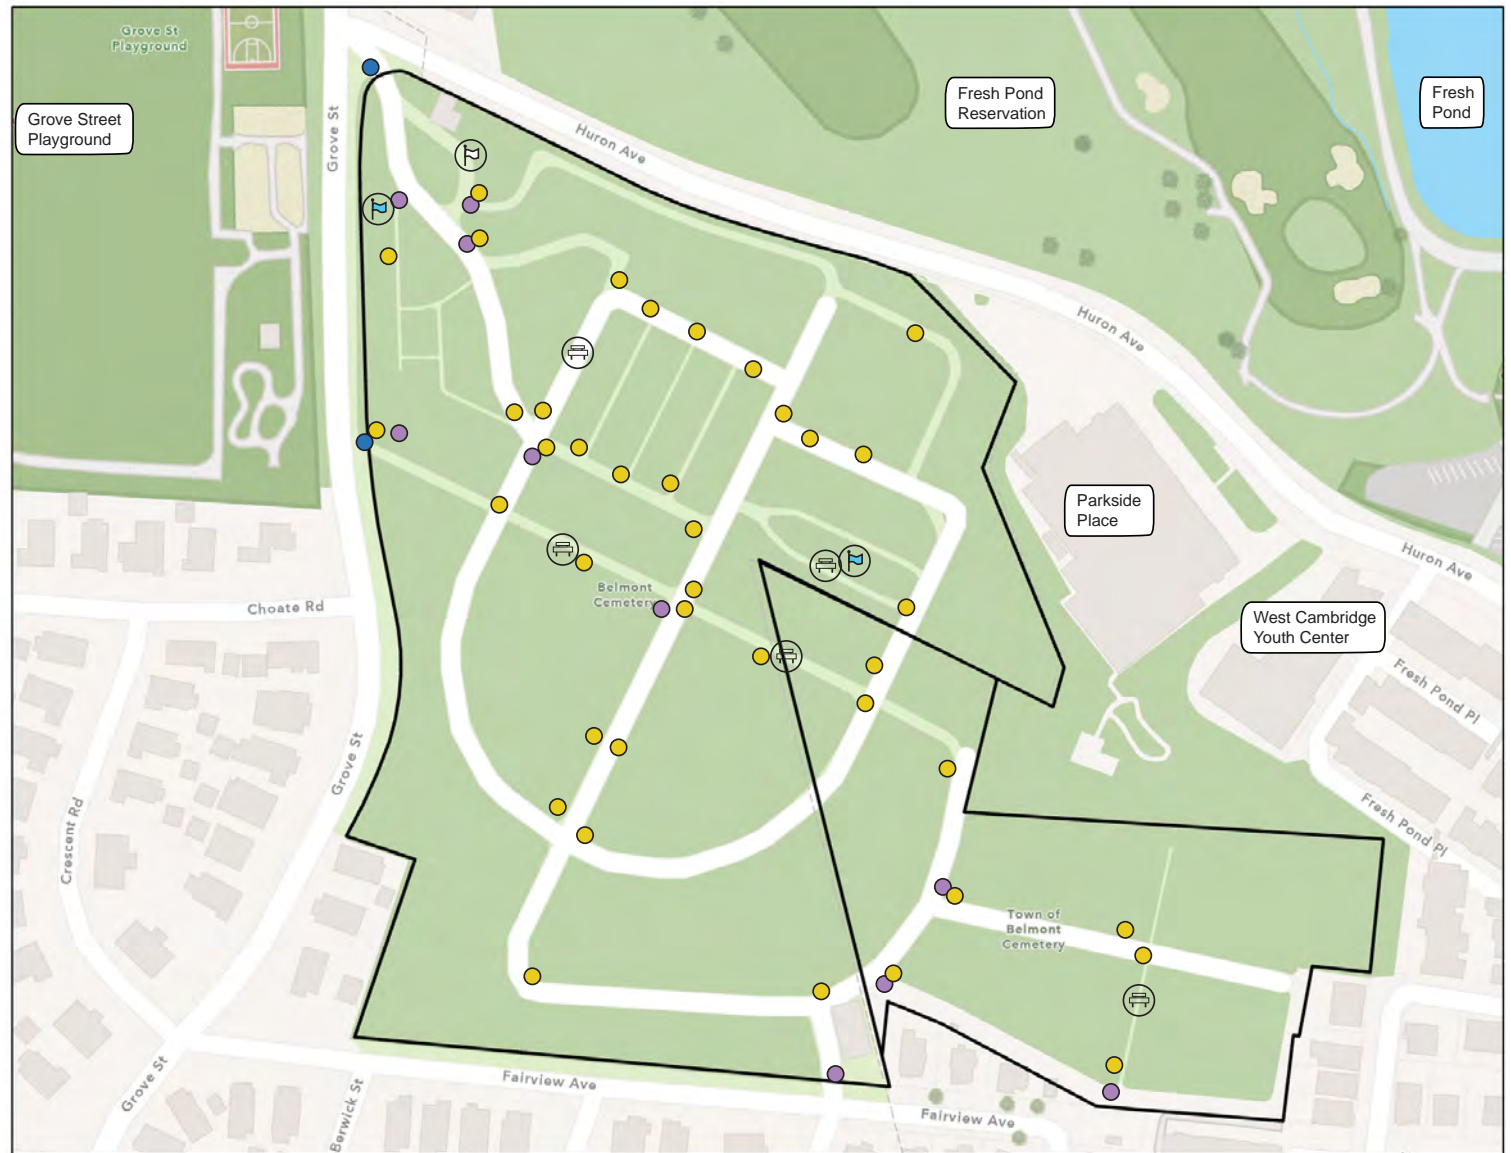 Grove St
Playground
Grove Street
Playground
Grove St
Huron Ave
Fresh Pond
Reservation
Fresh
Pond
Huron Ave
Parkside
Place
Huron Ave
Belmont
Cemetery
Choate Rd
West Cambridge
Youth Center
Fresh Pond Pl
Grove St
Crescent Rd
Fresh Pond Pl
Town of
Belmont
Cemetery
Grove St
Berwick St
Fairview Ave
Fairview Ave